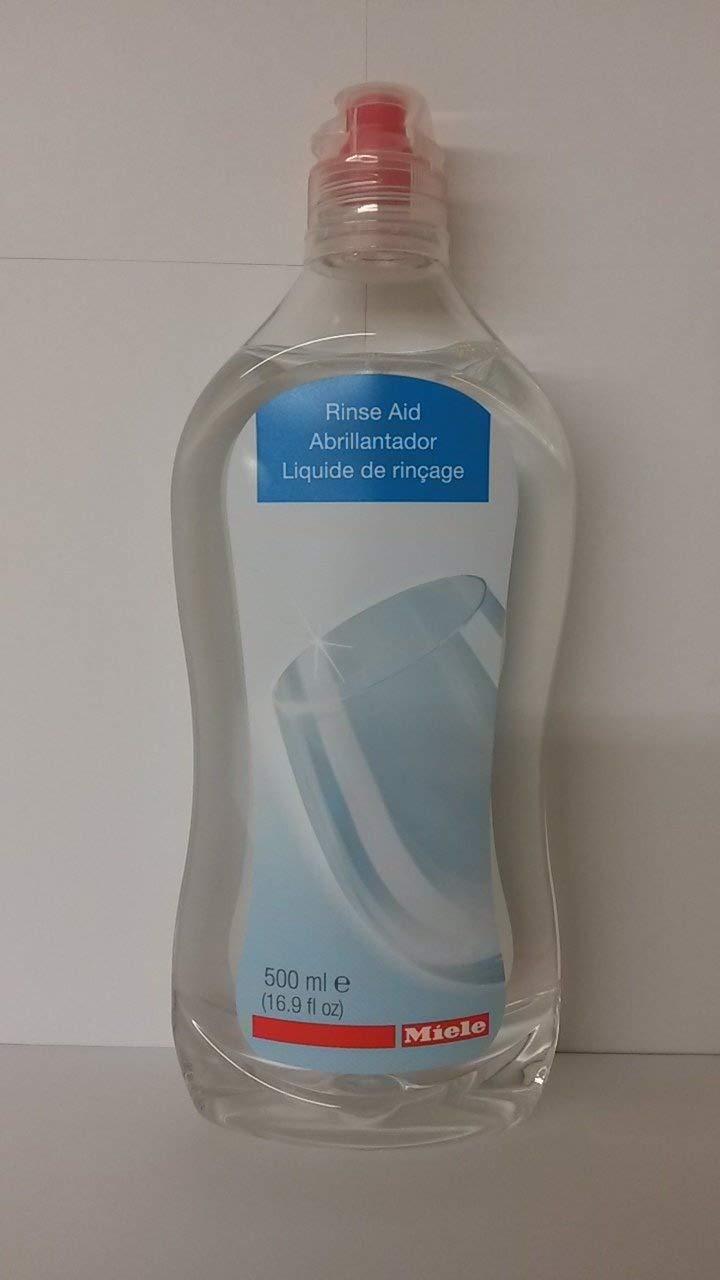 Rinse Aid
Abrillantador
Liquide de rinçage
500 ml ℮
(16.9 fl oz)
Miele